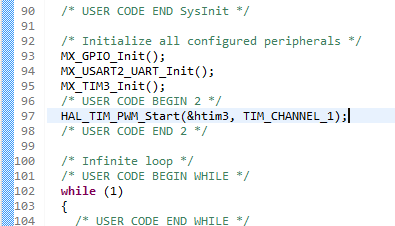 90 /* USER CODE END SysInit */
91
92 /* Initialize all configured peripherals */
93 MX_GPIO_Init();
94 MX_USART2_UART_Init();
95 MX_TIM3_Init();
96 /* USER CODE BEGIN 2 */
97 HAL_TIM_PWM_Start(&htim3, TIM_CHANNEL_1);
98 /* USER CODE END 2 */
99
100 /* Infinite loop */
101 /* USER CODE BEGIN WHILE */
102 while (1)
103 {
104 /* USER CODE END WHILE */